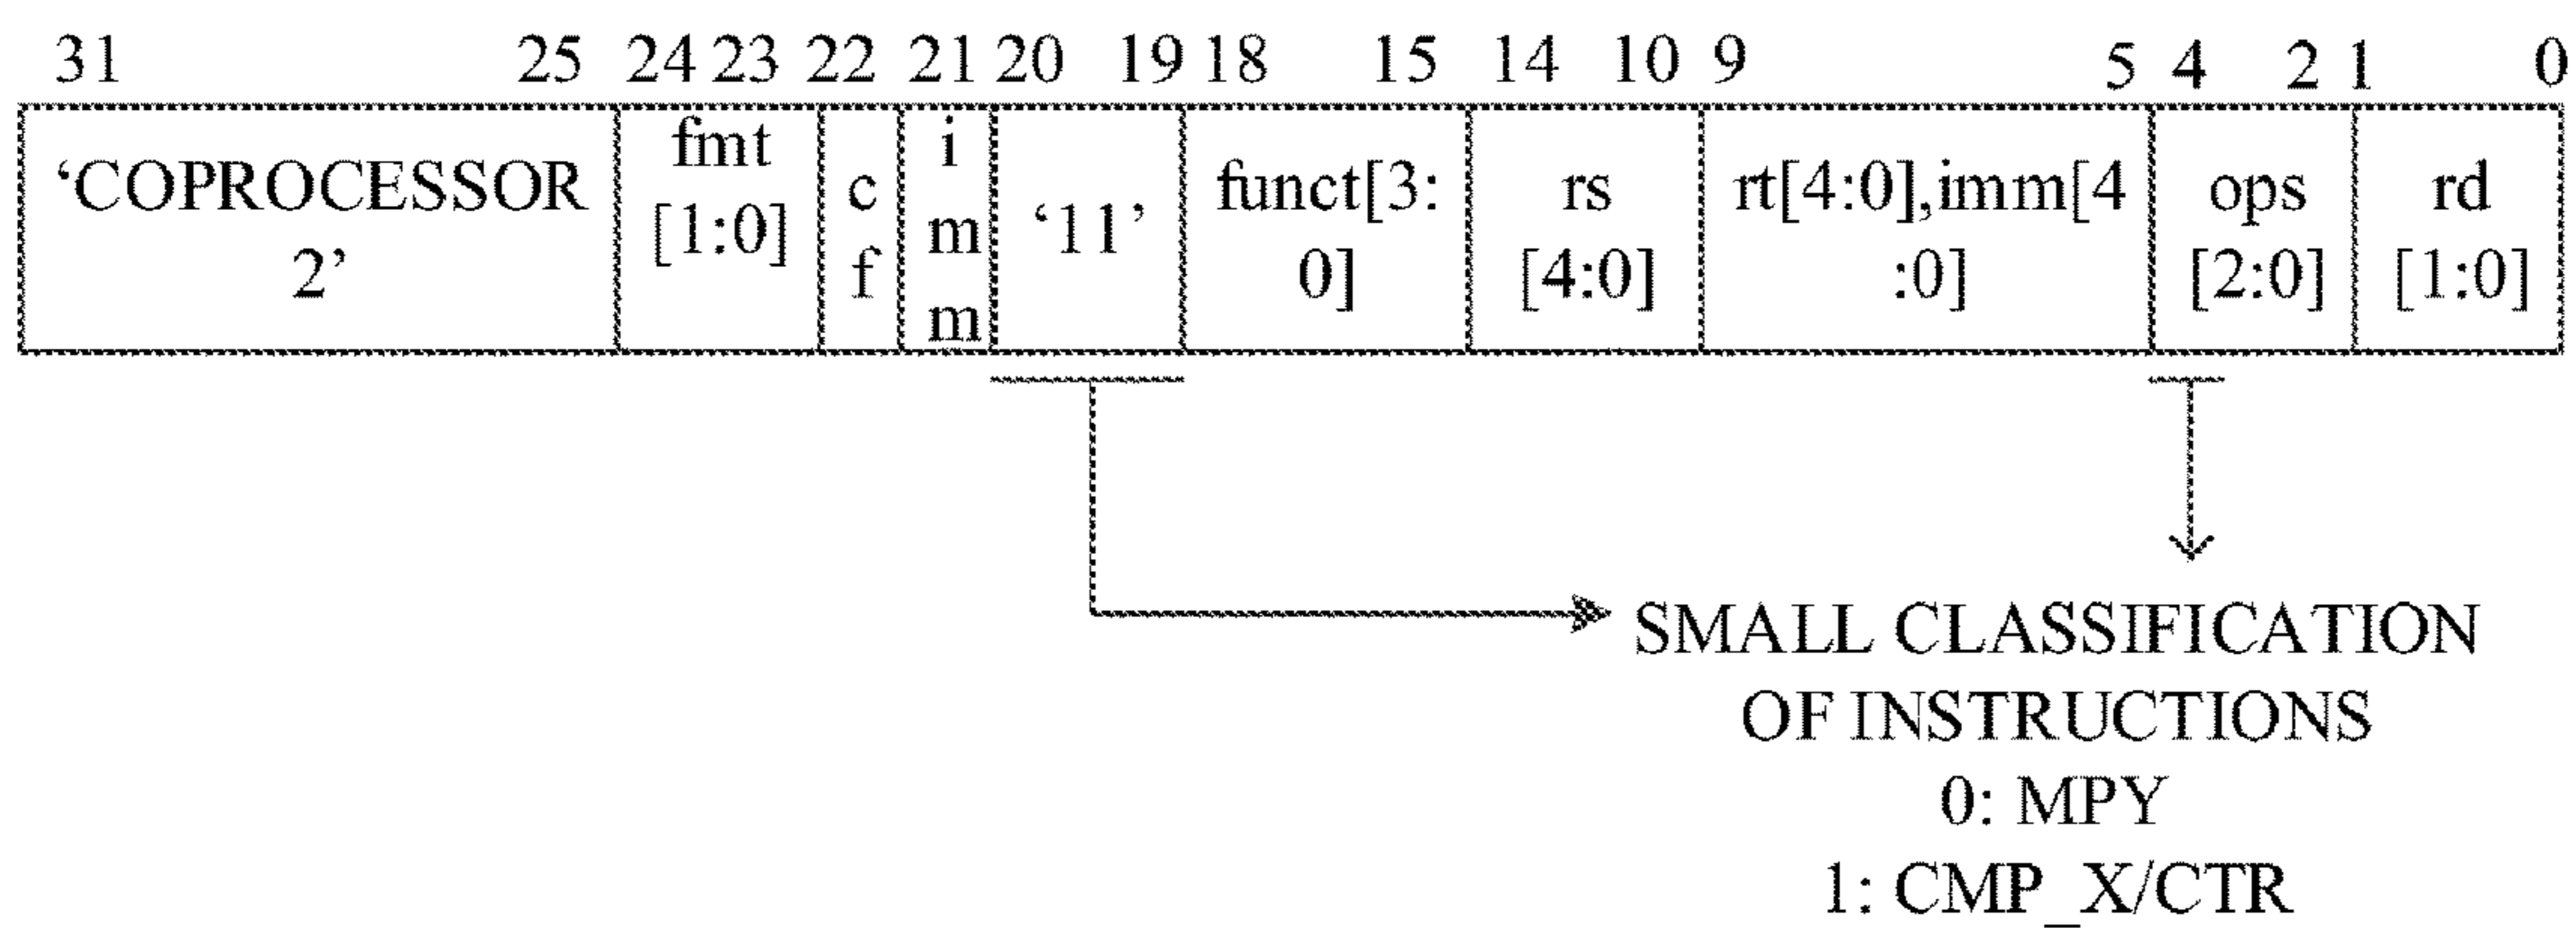 31 25 24 23 22 21 20 19 18 15 14 10 9 5 4 2 1 0
‘COPROCESSOR
2’
fmt
[1:0]
c
f
i
m
m
‘11’
funct[3:
0]
rs
[4:0]
rt[4:0],imm[4
:0]
ops
[2:0]
rd
[1:0]
SMALL CLASSIFICATION
OF INSTRUCTIONS
0: MPY
1: CMP_X/CTR